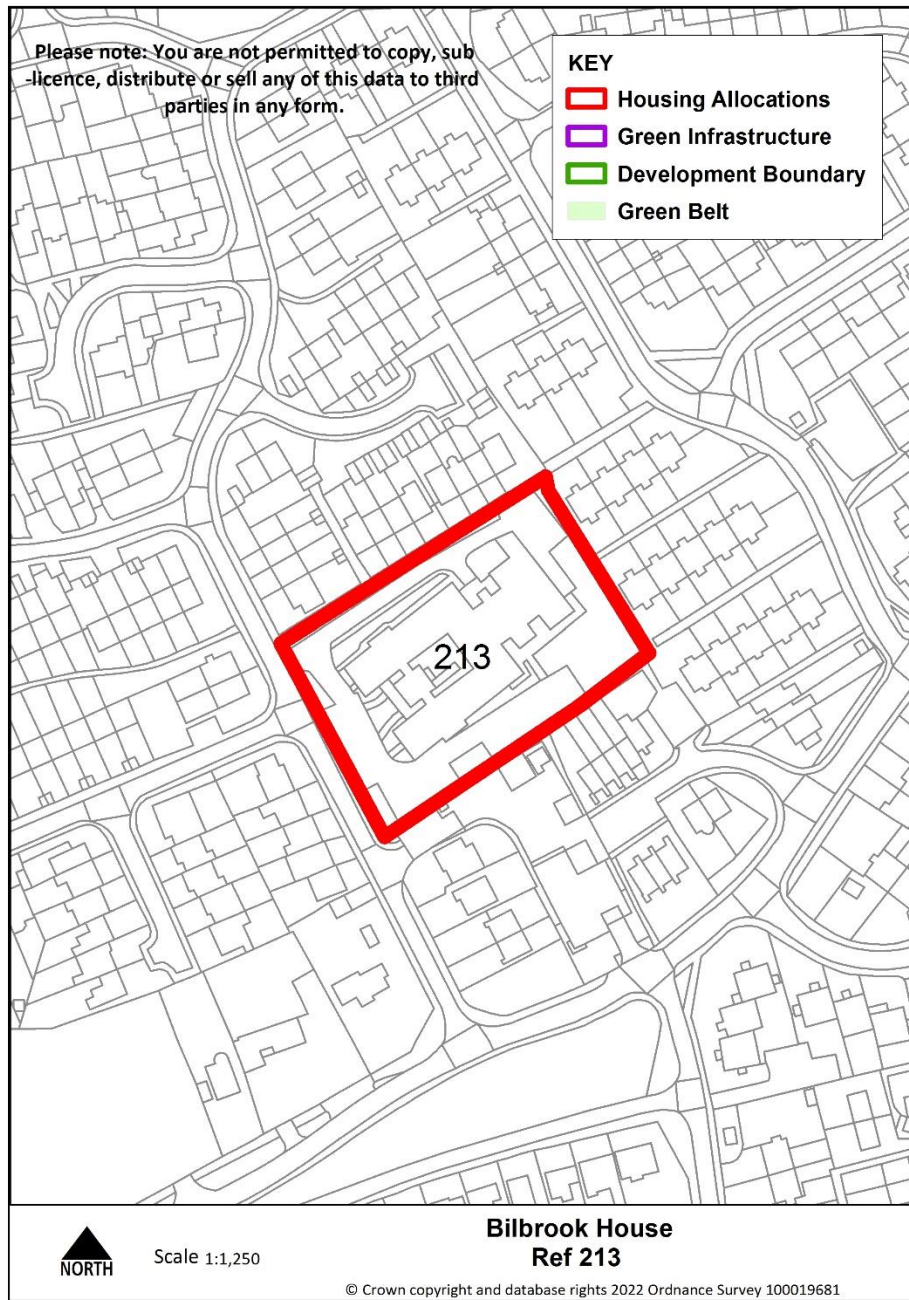 Please note: You are not permitted to copy, sub
-licence, distribute or sell any of this data to third
parties in any form.
KEY
Housing Allocations
Green Infrastructure
Development Boundary
Green Belt
213
NORTH
Scale 1:1,250
Bilbrook House
Ref 213
© Crown copyright and database rights 2022 Ordnance Survey 100019681